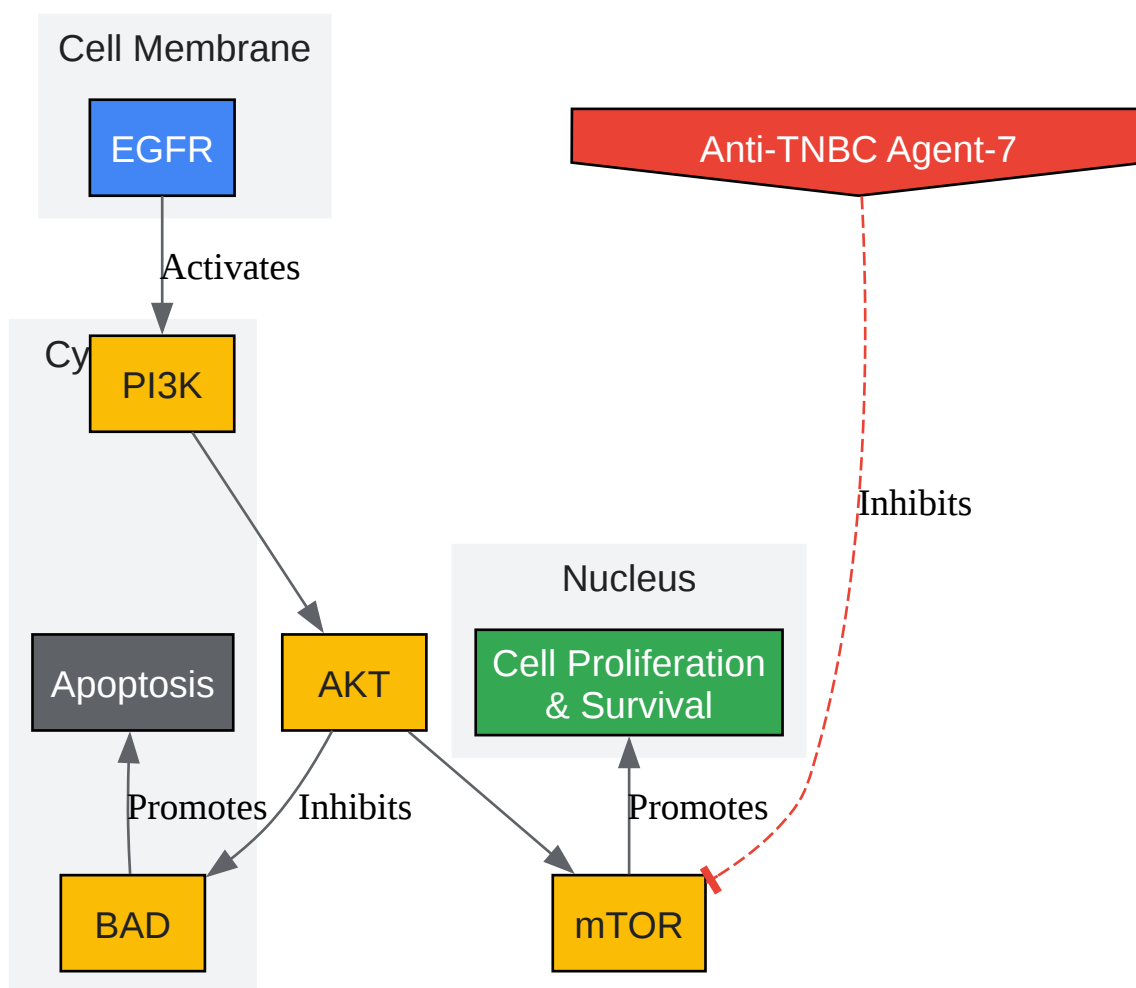 Cell Membrane
EGFR
Anti-TNBC Agent-7
Activates
Cy
PI3K
Inhibits
Nucleus
Apoptosis
AKT
Cell Proliferation
& Survival
Promotes
Inhibits
Promotes
BAD
mTOR